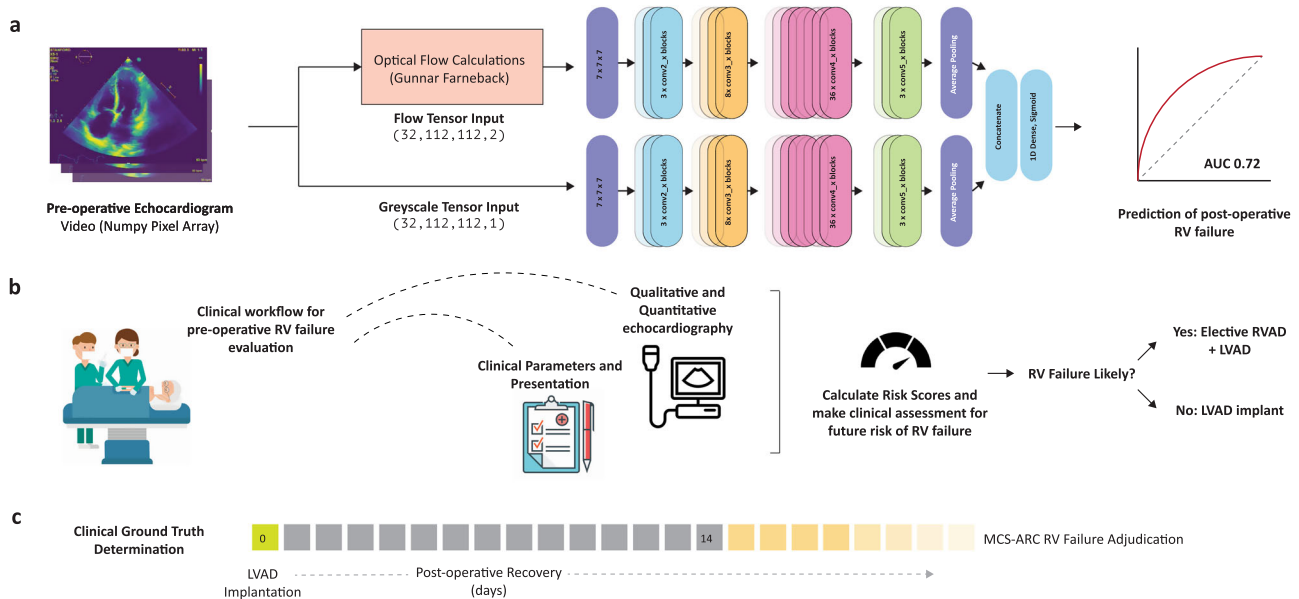 a
Optical Flow Calculations
(Gunnar Farneback)
Flow Tensor Input
(32,112,112,2)
7 x 7 x 7
3 x conv2_x blocks
8x conv3_x blocks
36 x conv4_x blocks
3 x conv5_x blocks
Average Pooling
Greyscale Tensor Input
(32,112,112,1)
7 x 7 x 7
3 x conv2_x blocks
8x conv3_x blocks
36 x conv4_x blocks
3 x conv5_x blocks
Average Pooling
Concatenate
1D Dense, Sigmoid
AUC 0.72
Pre-operative Echocardiogram
Video (Numpy Pixel Array)
Prediction of post-operative
RV failure
b
Clinical workflow for
pre-operative RV failure
evaluation
Qualitative and
Quantitative
echocardiography
Clinical Parameters and
Presentation
Calculate Risk Scores and
make clinical assessment for
future risk of RV failure
RV Failure Likely?
Yes: Elective RVAD
+ LVAD
No: LVAD implant
c
Clinical Ground Truth
Determination
0
14
MCS-ARC RV Failure Adjudication
LVAD
Implantation
Post-operative Recovery
(days)